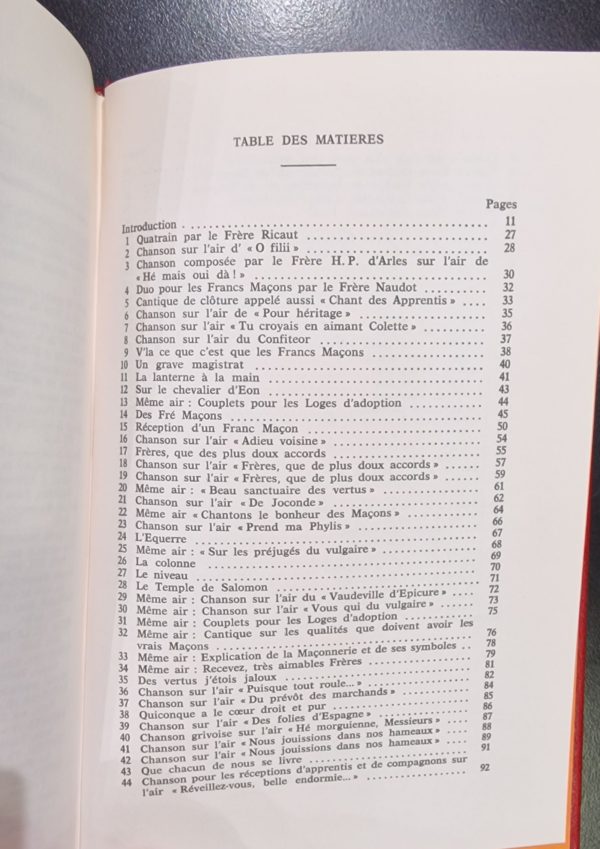 TABLE DES MATIERES
Pages
Introduction . . . . . . . . . . 11
1 Quatrain par le Frère Ricaut . . . . . . . . . . 27
2 Chanson sur l'air d' « O filii » . . . . . . . . . . 28
3 Chanson composée par le Frère H.P. d'Arles sur l'air de
« Hé mais oui dà ! » . . . . . . . . . . 30
4 Duo pour les Francs Maçons par le Frère Naudot . . . . . . . . . . 32
5 Cantique de clôture appelé aussi « Chant des Apprentis » . . . . 33
6 Chanson sur l'air de « Pour héritage » . . . . . . . . . . 35
7 Chanson sur l'air « Tu croyais en aimant Colette » . . . . . . . . . . 36
8 Chanson sur l'air du Confiteor . . . . . . . . . . 37
9 V'la ce que c'est que les Francs Maçons . . . . . . . . . . 38
10 Un grave magistrat . . . . . . . . . . 40
11 La lanterne à la main . . . . . . . . . . 41
12 Sur le chevalier d'Eon . . . . . . . . . . 43
13 Même air : Couplets pour les Loges d'adoption . . . . . . . . . . 44
14 Des Fré Maçons . . . . . . . . . . 45
15 Réception d'un Franc Maçon . . . . . . . . . . 50
16 Chanson sur l'air « Adieu voisine » . . . . . . . . . . 54
17 Frères, que des plus doux accords . . . . . . . . . . 55
18 Chanson sur l'air « Frères, que de plus doux accords » . . . . . 57
19 Chanson sur l'air « Frères, que de plus doux accords » . . . . . 59
20 Même air : « Beau sanctuaire des vertus » . . . . . . . . . . 61
21 Chanson sur l'air « De Joconde » . . . . . . . . . . 62
22 Même air « Chantons le bonheur des Maçons » . . . . . . . . . . 64
23 Chanson sur l'air « Prend ma Phylis » . . . . . . . . . . 66
24 L'Equerre . . . . . . . . . . 67
25 Même air : « Sur les préjugés du vulgaire » . . . . . . . . . . 68
26 La colonne . . . . . . . . . . 69
27 Le niveau . . . . . . . . . . 70
28 Le Temple de Salomon . . . . . . . . . . 71
29 Même air : Chanson sur l'air du « Vaudeville d'Epicure » . . . . 72
30 Même air : Chanson sur l'air « Vous qui du vulgaire » . . . . . . 73
31 Même air : Couplets pour les Loges d'adoption . . . . . . . . . . 75
32 Même air : Cantique sur les qualités que doivent avoir les
vrais Maçons . . . . . . . . . . 76
33 Même air : Explication de la Maçonnerie et de ses symboles . . 78
34 Même air : Recevez, très aimables Frères . . . . . . . . . . 79
35 Des vertus j'étois jaloux . . . . . . . . . . 81
36 Chanson sur l'air « Puisque tout roule... » . . . . . . . . . . 82
37 Chanson sur l'air « Du prévôt des marchands » . . . . . . . . . . 84
38 Quiconque a le cœur droit et pur . . . . . . . . . . 85
39 Chanson sur l'air « Des folies d'Espagne » . . . . . . . . . . 86
40 Chanson grivoise sur l'air « Hé morguienne, Messieurs » . . . . 87
41 Chanson sur l'air « Nous jouissions dans nos hameaux » . . . . 88
42 Chanson sur l'air « Nous jouissions dans nos hameaux » . . . . 89
43 Que chacun de nous se livre . . . . . . . . . . 91
44 Chanson pour les réceptions d'apprentis et de compagnons sur
l'air « Réveillez-vous, belle endormie... » . . . . . . . . . . 92